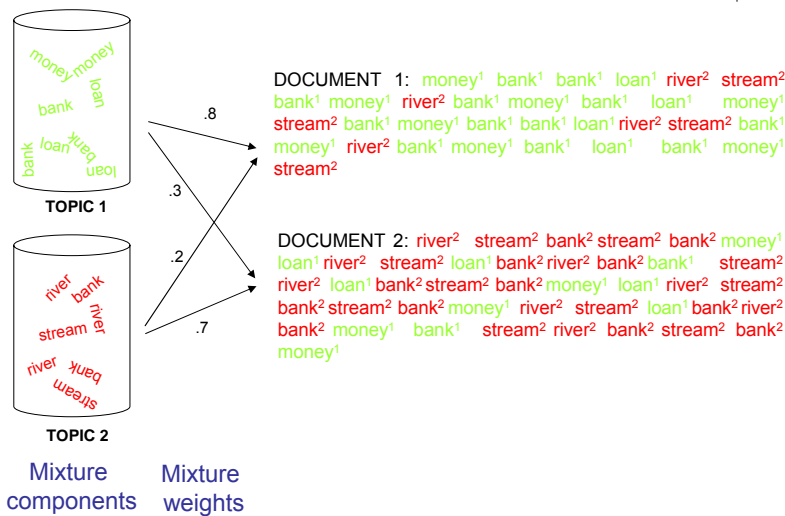 money money
loan
bank
loan bank
bank loan
TOPIC 1
river bank
river
stream
river bank
stream
TOPIC 2
.8
.3
.2
.7
DOCUMENT 1: money¹ bank¹ bank¹ loan¹ river² stream²
bank¹ money¹ river² bank¹ money¹ bank¹ loan¹ money¹
stream² bank¹ money¹ bank¹ bank¹ loan¹ river² stream² bank¹
money¹ river² bank¹ money¹ bank¹ loan¹ bank¹ money¹
stream²
DOCUMENT 2: river² stream² bank² stream² bank² money¹
loan¹ river² stream² loan¹ bank² river² bank² bank¹ stream²
river² loan¹ bank² stream² bank² money¹ loan¹ river² stream²
bank² stream² bank² money¹ river² stream² loan¹ bank² river²
bank² money¹ bank¹ stream² river² bank² stream² bank²
money¹
Mixture
components
Mixture
weights